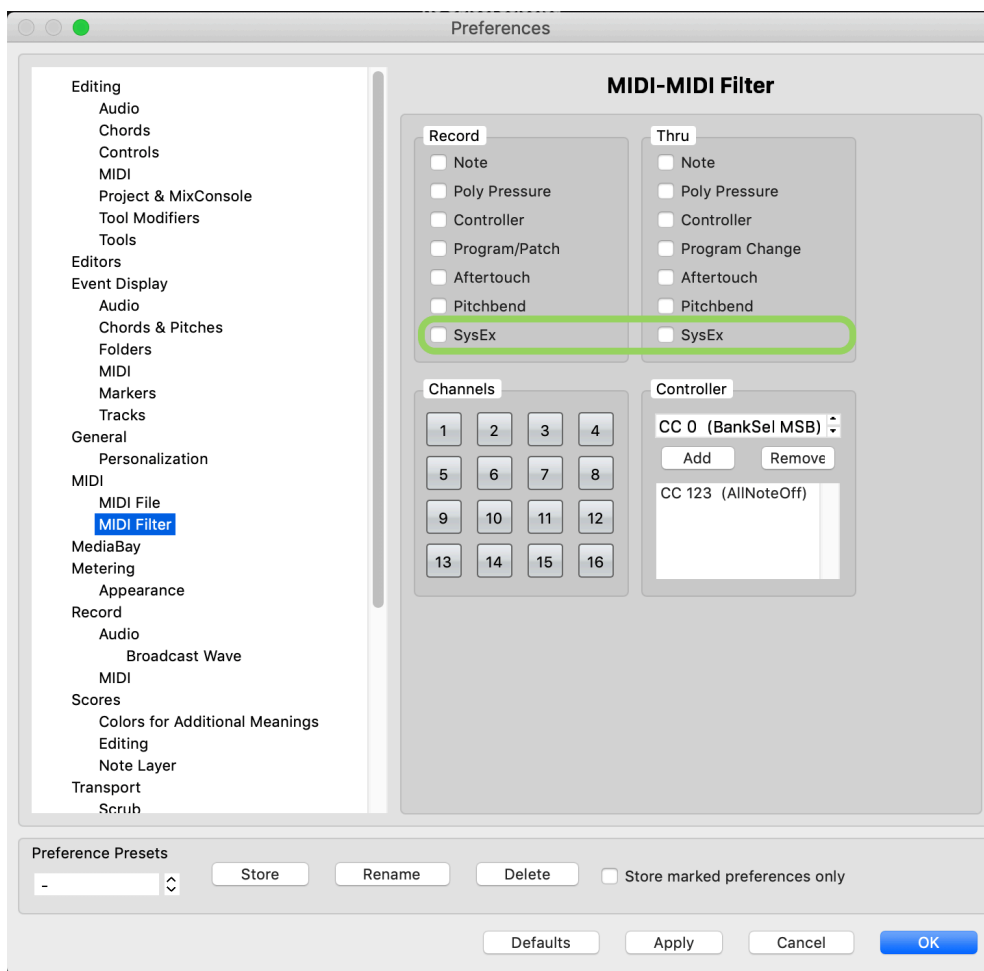 Preferences
Editing
Audio
Chords
Controls
MIDI
Project & MixConsole
Tool Modifiers
Tools
Editors
Event Display
Audio
Chords & Pitches
Folders
MIDI
Markers
Tracks
General
Personalization
MIDI
MIDI File
MIDI Filter
MediaBay
Metering
Appearance
Record
Audio
Broadcast Wave
MIDI
Scores
Colors for Additional Meanings
Editing
Note Layer
Transport
Scrub
MIDI-MIDI Filter
Record
Note
Poly Pressure
Controller
Program/Patch
Aftertouch
Pitchbend
SysEx
Thru
Note
Poly Pressure
Controller
Program Change
Aftertouch
Pitchbend
SysEx
Channels
1 2 3 4
5 6 7 8
9 10 11 12
13 14 15 16
Controller
CC 0 (BankSel MSB)
Add Remove
CC 123 (AllNoteOff)
Preference Presets
-
Store Rename Delete Store marked preferences only
Defaults Apply Cancel OK